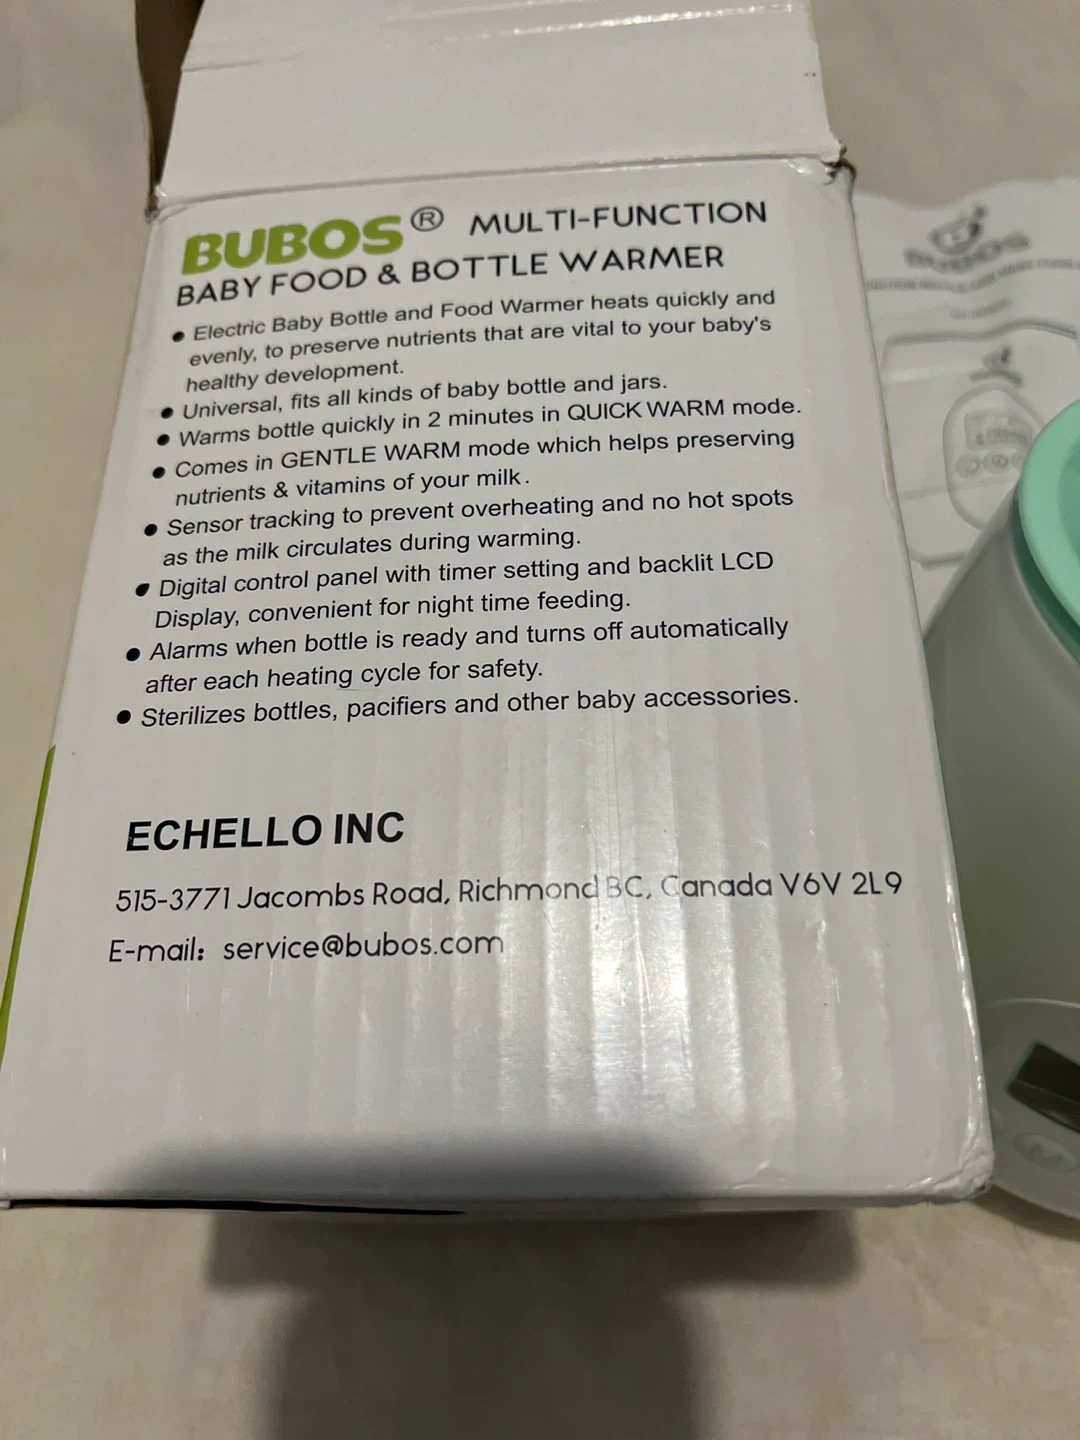 BUBOS® MULTI-FUNCTION
BABY FOOD & BOTTLE WARMER
● Electric Baby Bottle and Food Warmer heats quickly and
evenly, to preserve nutrients that are vital to your baby's
healthy development.
● Universal, fits all kinds of baby bottle and jars.
● Warms bottle quickly in 2 minutes in QUICK WARM mode.
● Comes in GENTLE WARM mode which helps preserving
nutrients & vitamins of your milk.
● Sensor tracking to prevent overheating and no hot spots
as the milk circulates during warming.
● Digital control panel with timer setting and backlit LCD
Display, convenient for night time feeding.
● Alarms when bottle is ready and turns off automatically
after each heating cycle for safety.
● Sterilizes bottles, pacifiers and other baby accessories.
ECHELLO INC
515-3771 Jacombs Road, Richmond BC, Canada V6V 2L9
E-mail: service@bubos.com
BUBOS